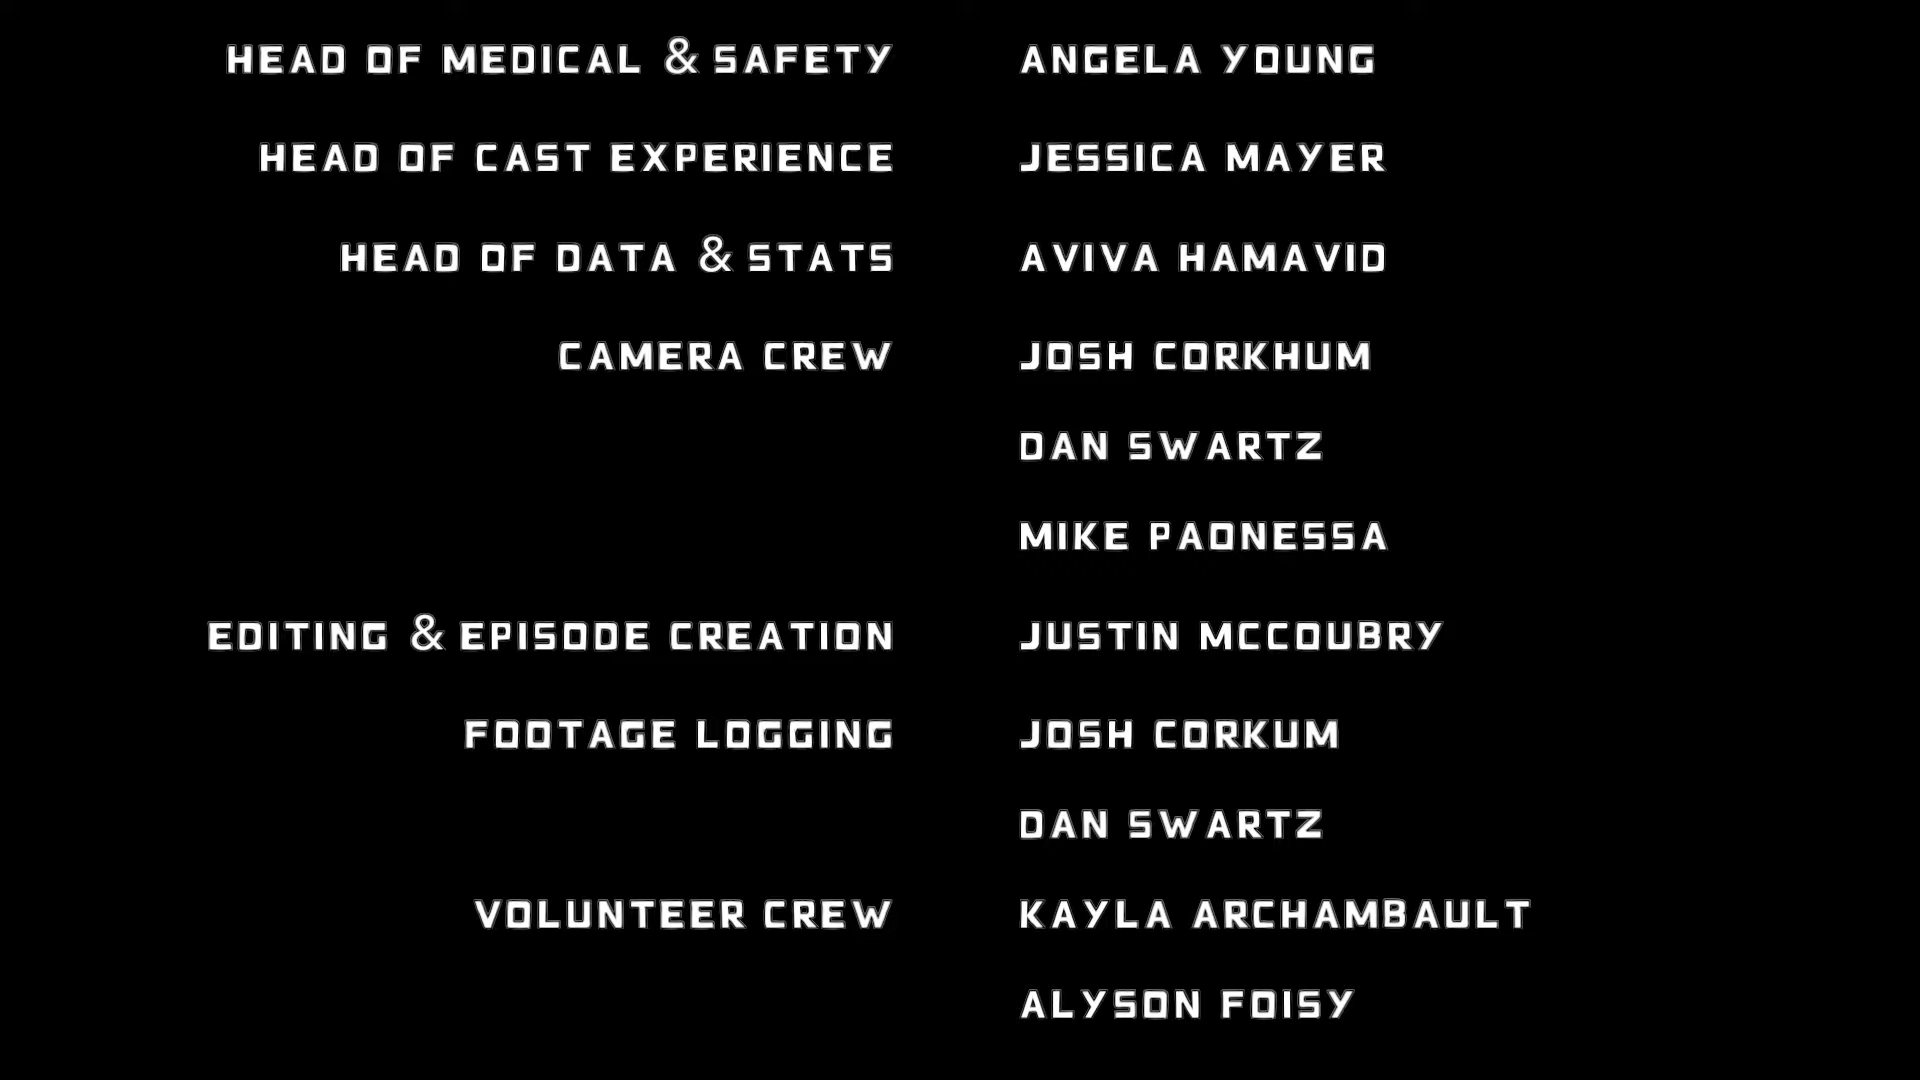 HEAD OF MEDICAL & SAFETY ANGELA YOUNG
HEAD OF CAST EXPERIENCE JESSICA MAYER
HEAD OF DATA & STATS AVIVA HAMAVID
CAMERA CREW JOSH CORKHUM
DAN SWARTZ
MIKE PAONESSA
EDITING & EPISODE CREATION JUSTIN MCCOUBRY
FOOTAGE LOGGING JOSH CORKUM
DAN SWARTZ
VOLUNTEER CREW KAYLA ARCHAMBAULT
ALYSON FOISY